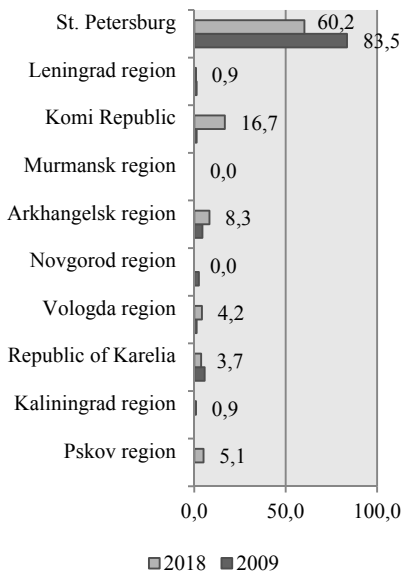 St. Petersburg 60,2
83,5
Leningrad region 0,9
Komi Republic 16,7
Murmansk region 0,0
Arkhangelsk region 8,3
Novgorod region 0,0
Vologda region 4,2
Republic of Karelia 3,7
Kaliningrad region 0,9
Pskov region 5,1
0,0 50,0 100,0
2018 2009